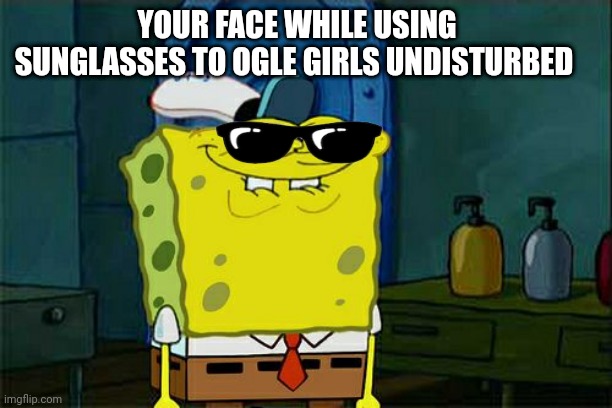 YOUR FACE WHILE USING
SUNGLASSES TO OGLE GIRLS UNDISTURBED
imgflip.com